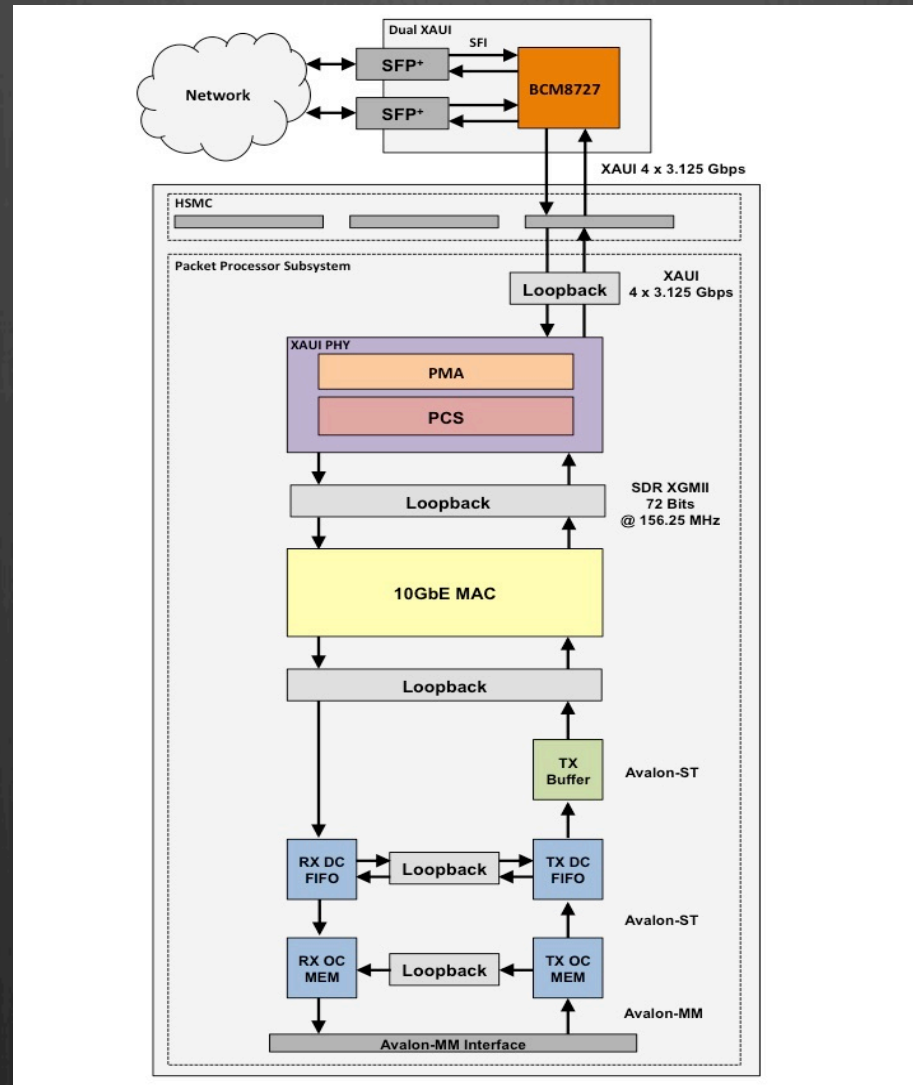 Dual XAUI
SFI
SFP+
BCM8727
Network
SFP+
XAUI 4 x 3.125 Gbps
HSMC
Packet Processor Subsystem
Loopback
XAUI
4 x 3.125 Gbps
XAUI PHY
PMA
PCS
Loopback
SDR XGMII
72 Bits
@ 156.25 MHz
10GbE MAC
Loopback
TX
Buffer
Avalon-ST
RX DC
FIFO
Loopback
TX DC
FIFO
Avalon-ST
RX OC
MEM
Loopback
TX OC
MEM
Avalon-MM
Avalon-MM Interface